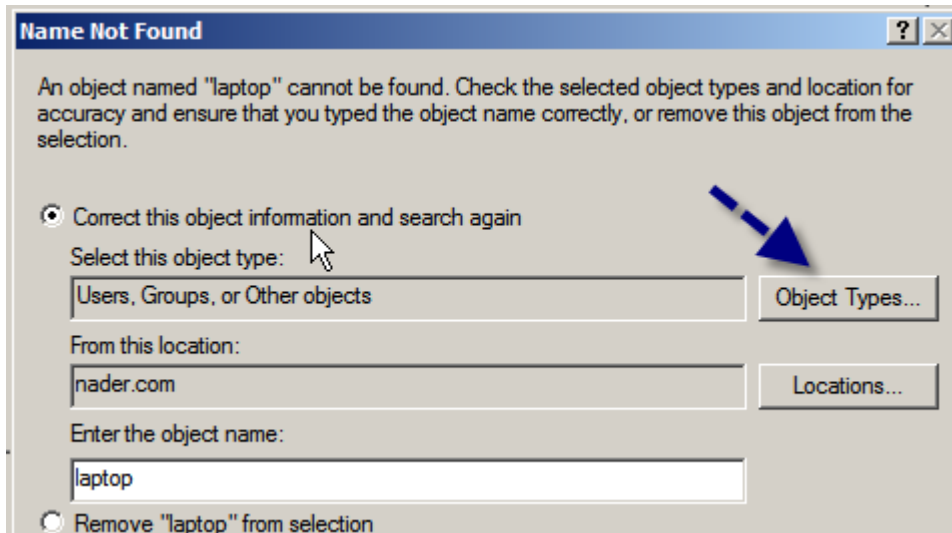 Name Not Found
An object named "laptop" cannot be found. Check the selected object types and location for
accuracy and ensure that you typed the object name correctly, or remove this object from the
selection.
Correct this object information and search again
Select this object type:
Users, Groups, or Other objects
Object Types...
From this location:
nader.com
Locations...
Enter the object name:
laptop
Remove "laptop" from selection